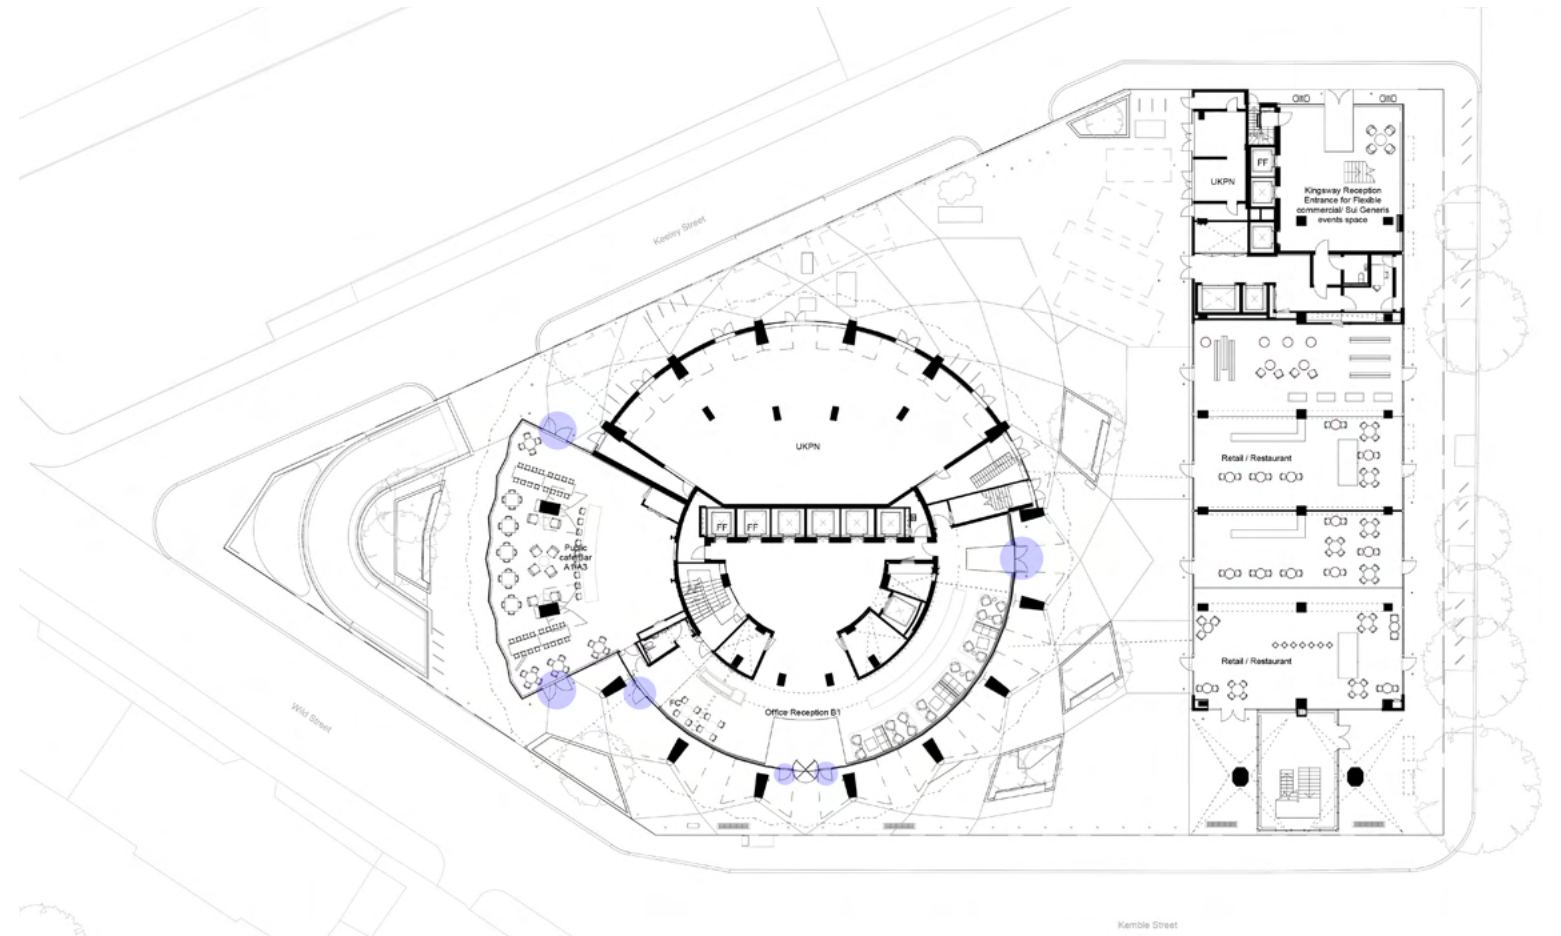 FF
UKPN
Kingsway Reception
Entrance for Flexible
commercial/ Sui Generis
events space
Keeley Street
UKPN
Retail / Restaurant
FF
FF
Public
cafe/Bar
A1/A3
Retail / Restaurant
Office Reception B1
Wild Street
Kemble Street